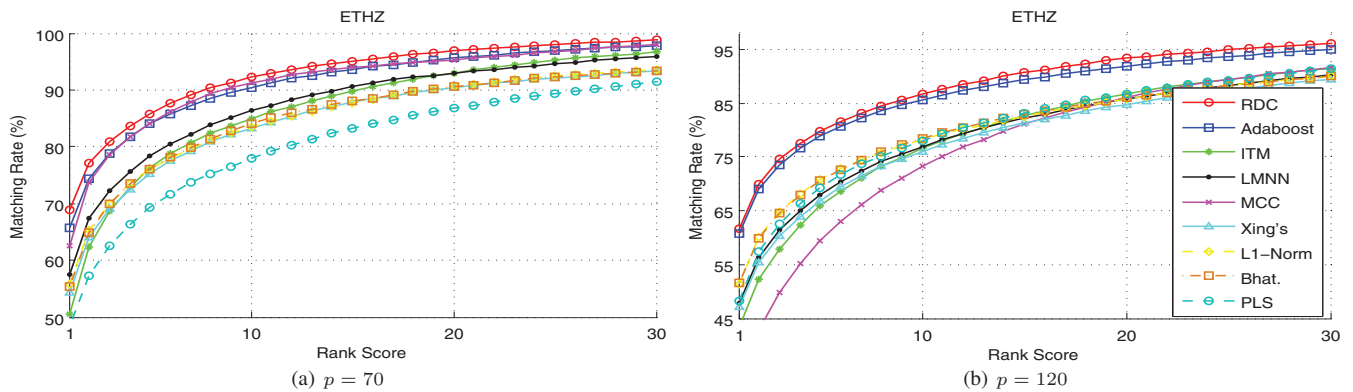 ETHZ
100
90
80
70
60
50
Matching Rate (%)
1
10
20
30
Rank Score
(a) p = 70
ETHZ
95
85
75
65
55
45
Matching Rate (%)
1
10
20
30
Rank Score
RDC
Adaboost
ITM
LMNN
MCC
Xing's
L1−Norm
Bhat.
PLS
(b) p = 120